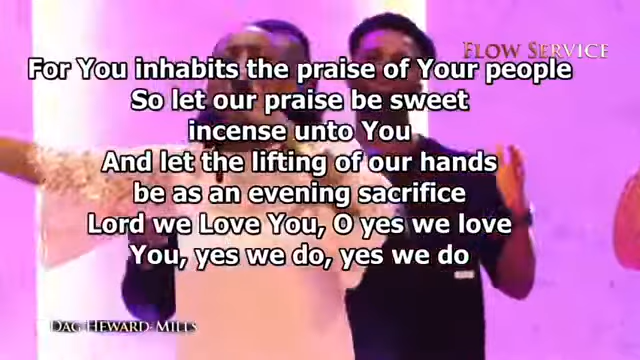 Flow Service
For You inhabits the praise of Your people
So let our praise be sweet
incense unto You
And let the lifting of our hands
be as an evening sacrifice
Lord we Love You, O yes we love
You, yes we do, yes we do
Dag Heward-Mills